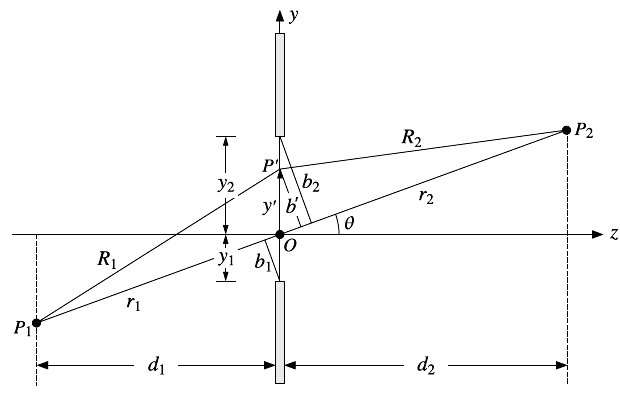 y
P′
R₂
P₂
y₂
b₂
y′
b′
r₂
θ
O
z
R₁
y₁
b₁
r₁
P₁
d₁
d₂